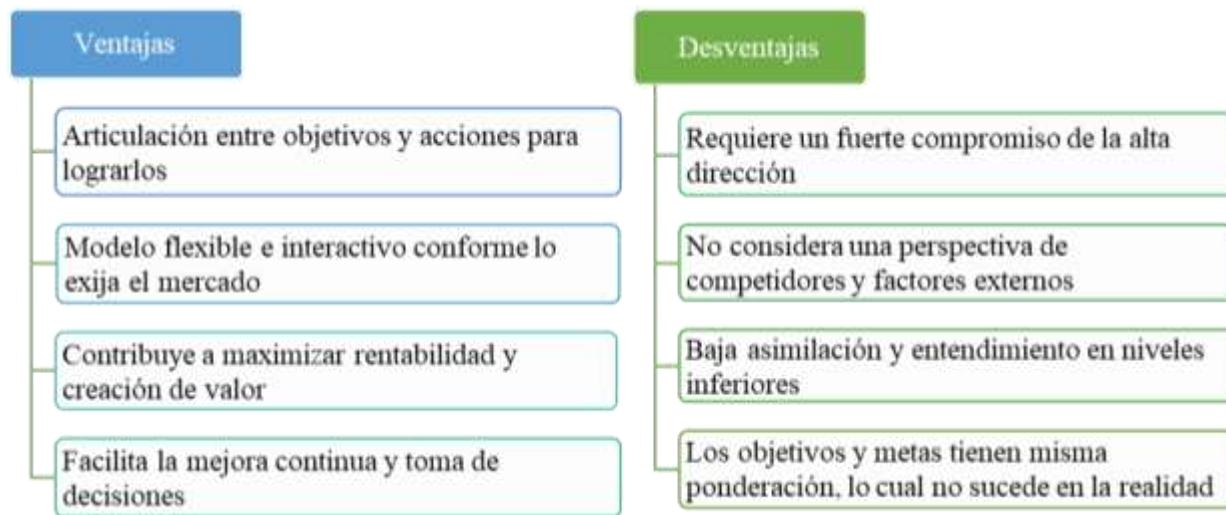 Ventajas
Articulación entre objetivos y acciones para
lograrlos
Modelo flexible e interactivo conforme lo
exija el mercado
Contribuye a maximizar rentabilidad y
creación de valor
Facilita la mejora continua y toma de
decisiones
Desventajas
Requiere un fuerte compromiso de la alta
dirección
No considera una perspectiva de
competidores y factores externos
Baja asimilación y entendimiento en niveles
inferiores
Los objetivos y metas tienen misma
ponderación, lo cual no sucede en la realidad